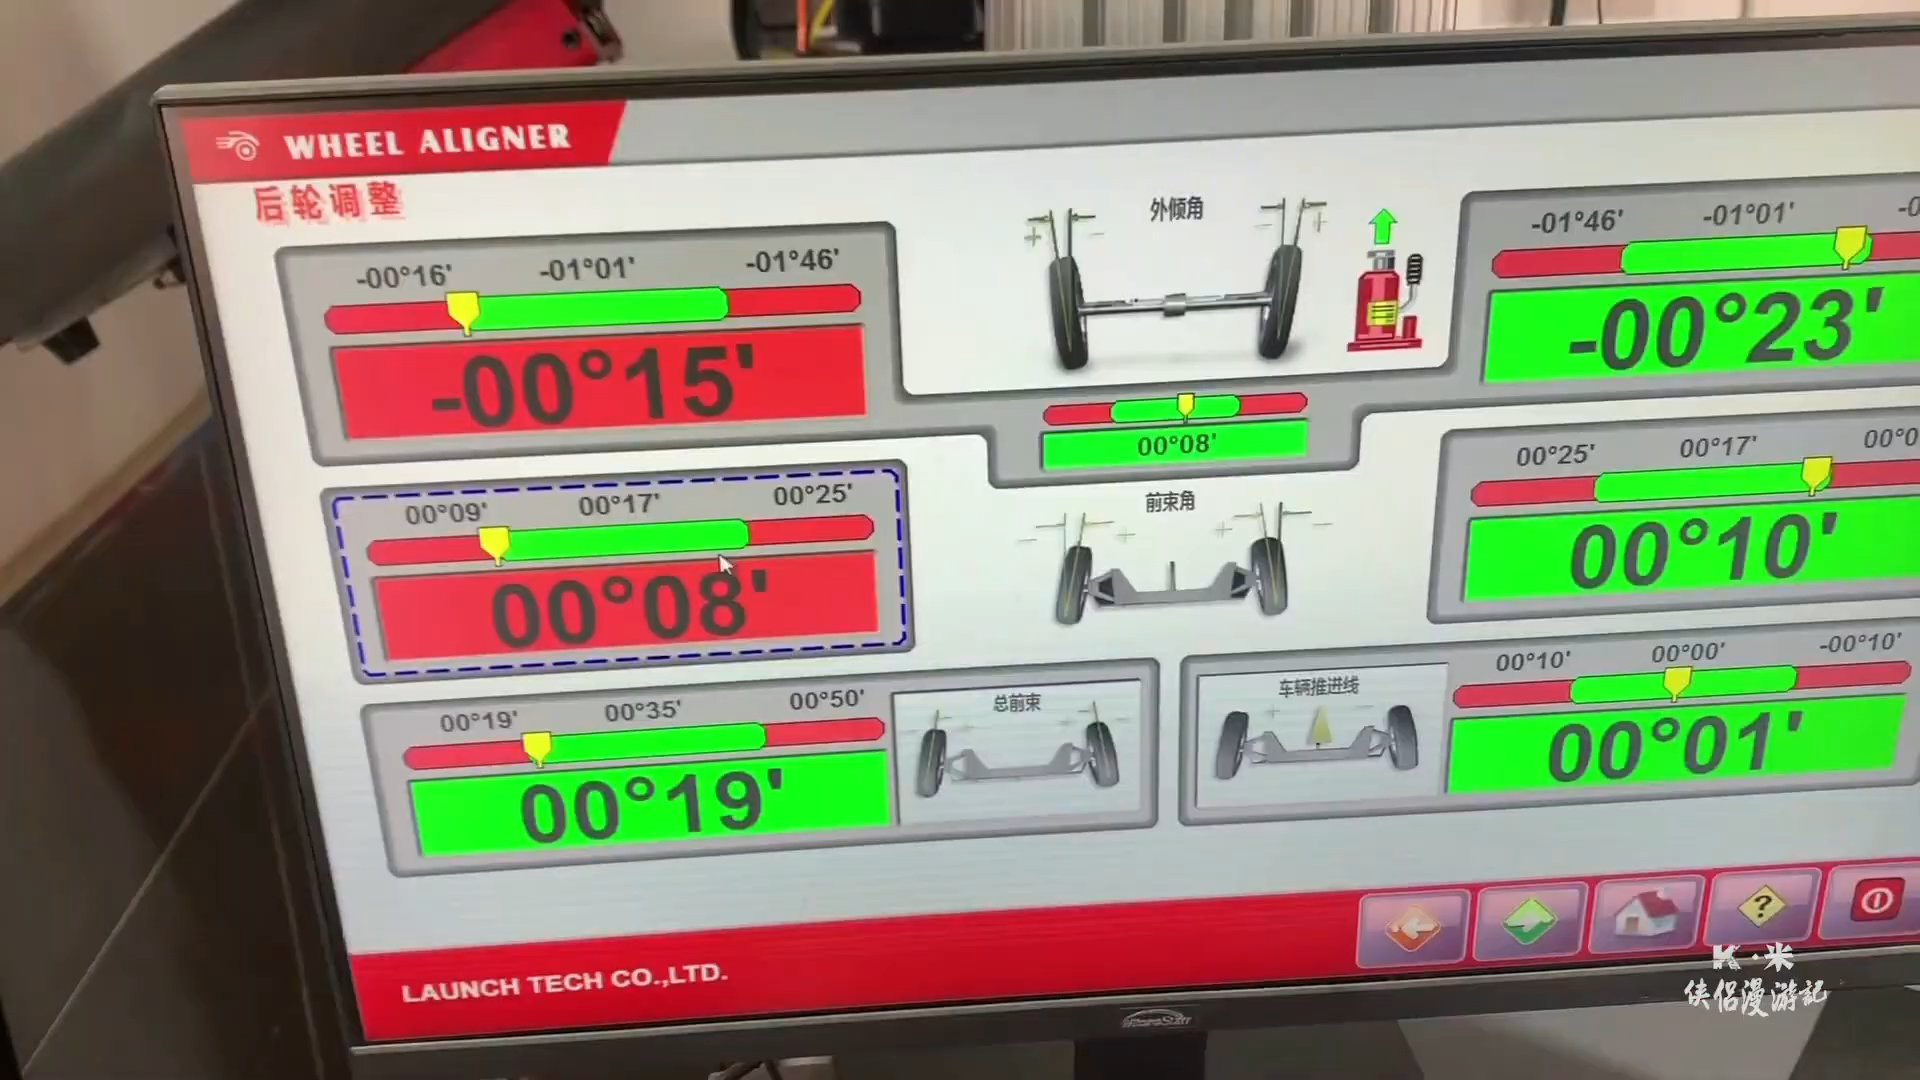 WHEEL ALIGNER
后轮调整
-00°16' -01°01' -01°46'
-00°15'
外倾角
-01°46' -01°01'
-00°23'
00°08'
00°09' 00°17' 00°25'
00°08'
前束角
00°25' 00°17'
00°10'
00°19' 00°35' 00°50'
00°19'
总前束
车辆推进线
00°10' 00°00' -00°10'
00°01'
?
LAUNCH TECH CO.,LTD.
K·米
侠侣漫游記